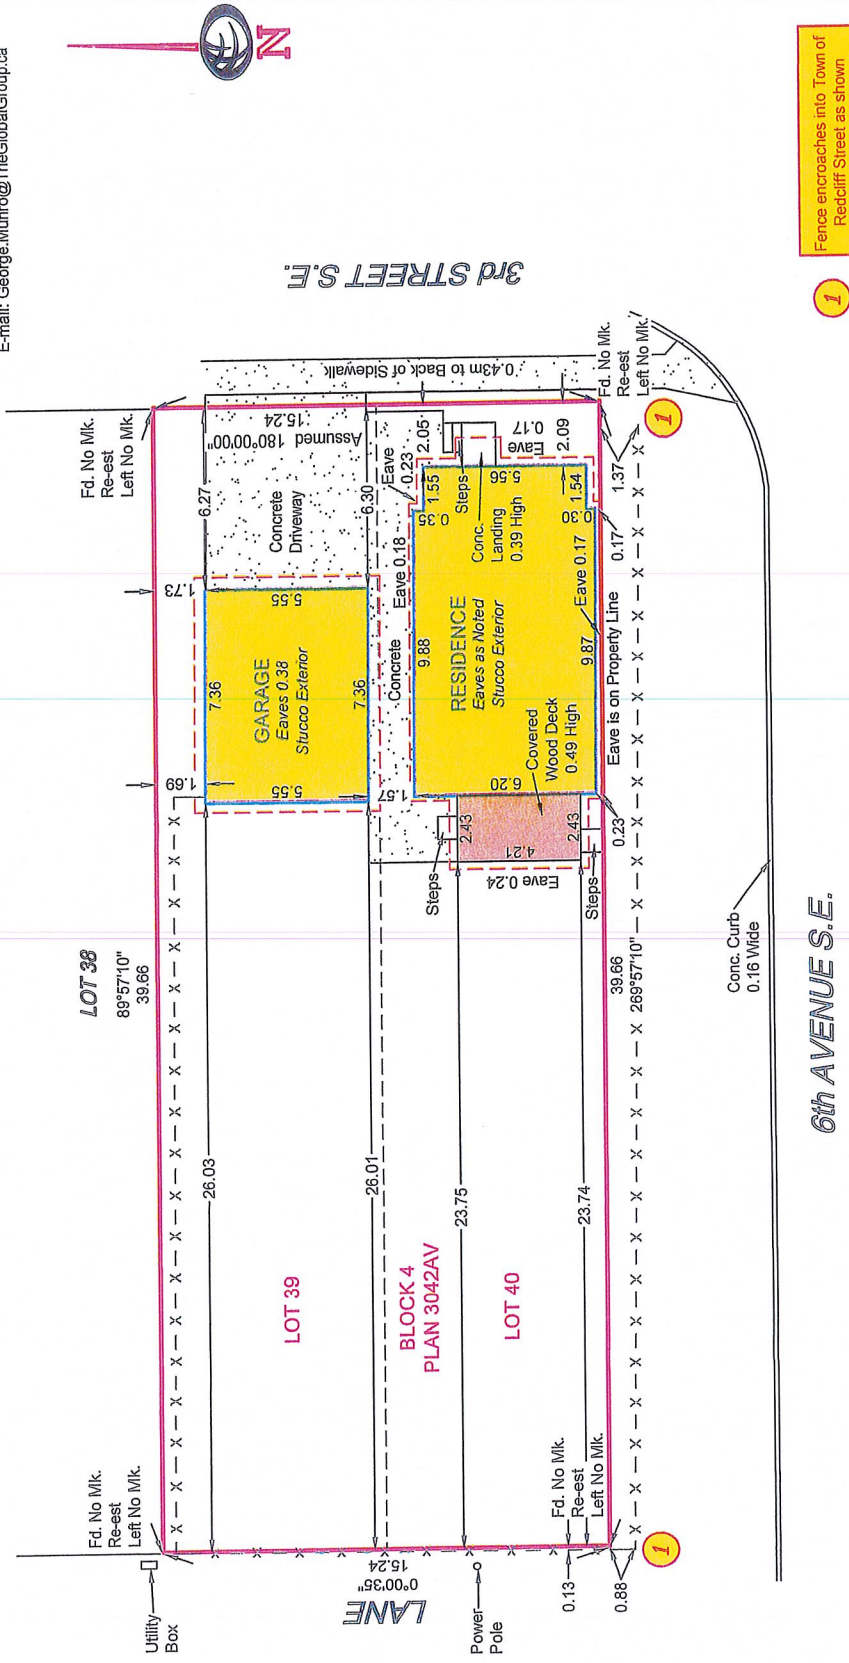 E-mail: George.Munro@TheGlobalGroup.ca
N
1
Fence encroaches into Town of
Redcliff Street as shown
3rd STREET S.E.
0.43m to Back of Sidewalk
Fd. No Mk.
Re-est
Left No Mk.
Fd. No Mk.
Re-est
Left No Mk.
1
15.24
Assumed 180°00'00"
6.27
6.30
Concrete
Driveway
1.73
5.55
7.36
GARAGE
Eaves 0.38
Stucco Exterior
7.36
5.55
1.69
1.57
Concrete
Eave 0.18
Eave
0.23
2.05
Steps
0.17
Eave
2.09
1.55
0.35
5.56
1.54
0.30
Conc.
Landing
0.39 High
1.37
0.17
9.88
RESIDENCE
Eaves as Noted
Stucco Exterior
Eave 0.17
9.87
Eave is on Property Line
6.20
Covered
Wood Deck
0.49 High
2.43
4.21
2.43
0.23
Steps
Eave 0.24
Steps
LOT 38
89°57'10"
39.66
39.66
269°57'10"
Conc. Curb
0.16 Wide
6th AVENUE S.E.
26.03
26.01
23.75
23.74
LOT 39
BLOCK 4
PLAN 3042AV
LOT 40
Fd. No Mk.
Re-est
Left No Mk.
Fd. No Mk.
Re-est
Left No Mk.
1
15.24
0°00'35"
LANE
Utility
Box
Power
Pole
0.13
0.88